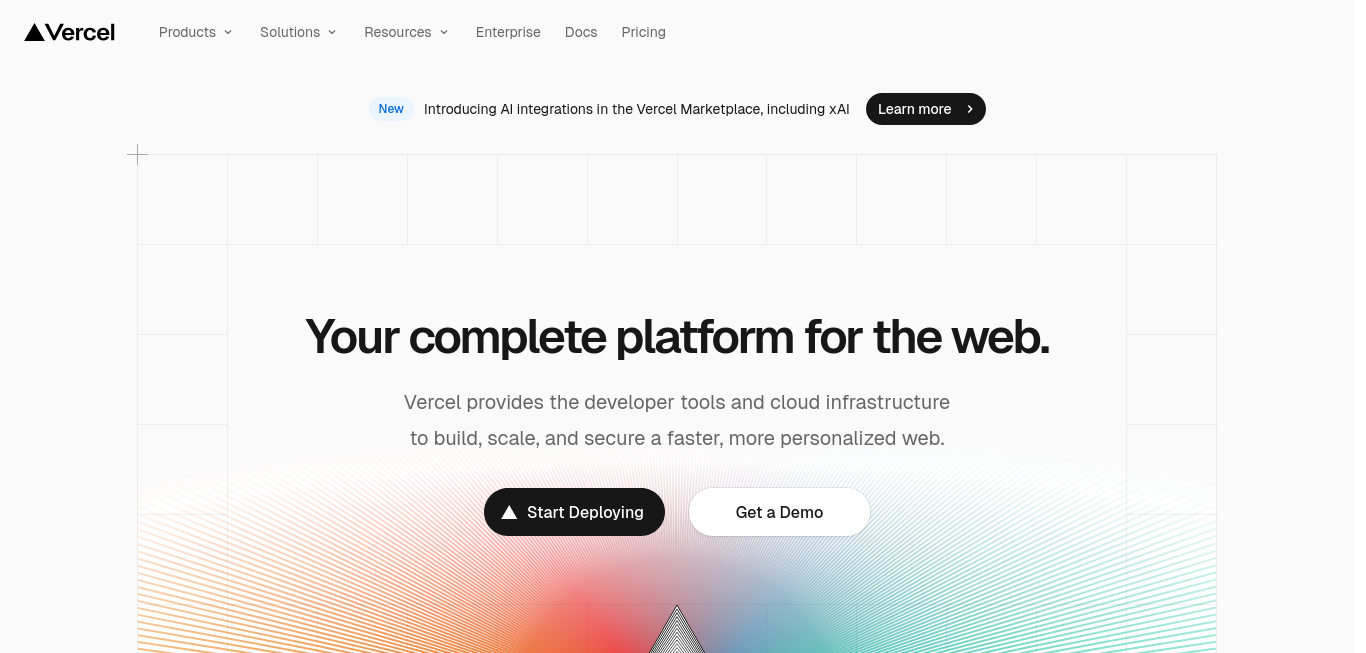 Vercel
Products
Solutions
Resources
Enterprise
Docs
Pricing
New
Introducing AI integrations in the Vercel Marketplace, including xAI
Learn more
Your complete platform for the web.
Vercel provides the developer tools and cloud infrastructure
to build, scale, and secure a faster, more personalized web.
Start Deploying
Get a Demo